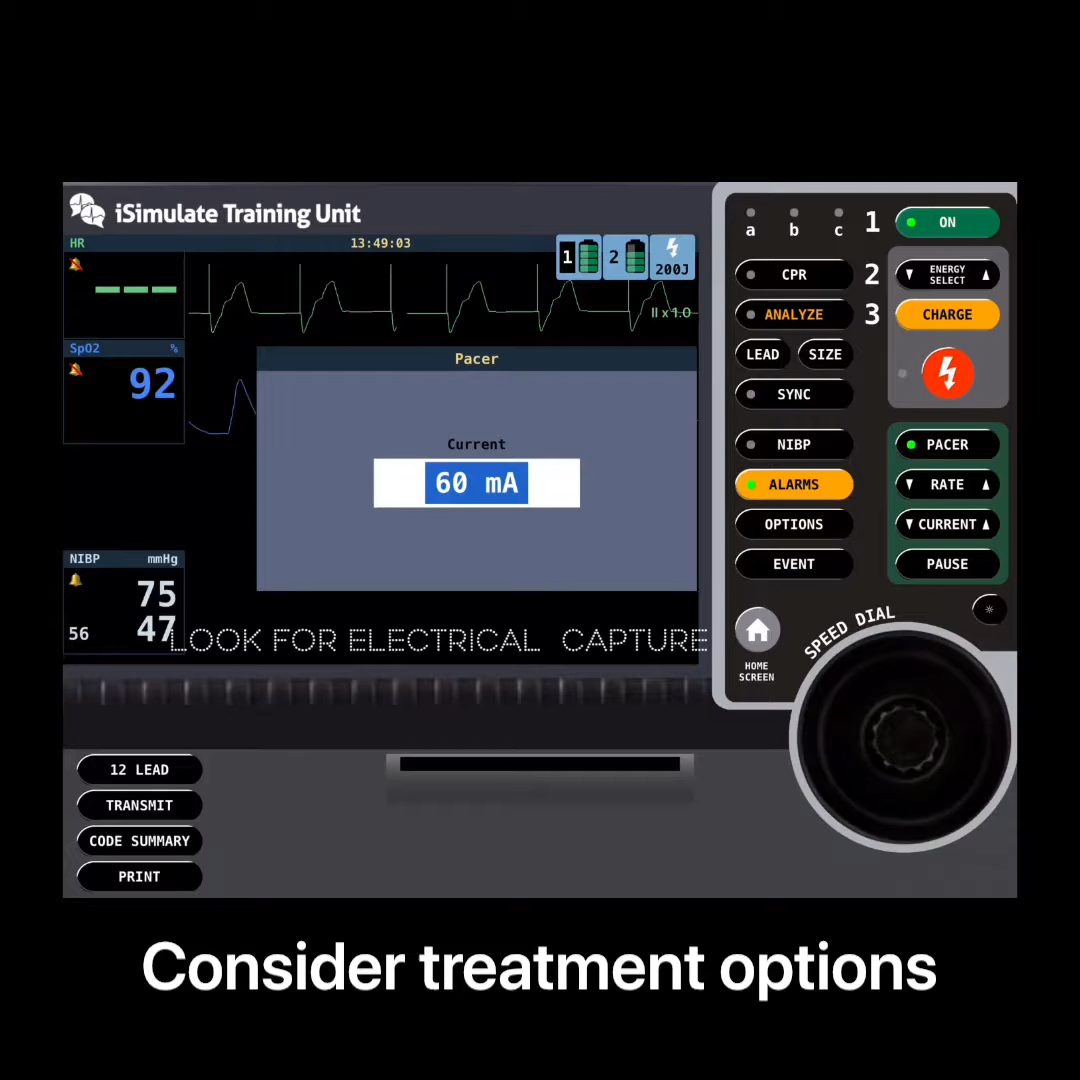 iSimulate Training Unit
HR
13:49:03
1
2
200J
II x 1.0
SpO2 %
92
Pacer
Current
60 mA
NIBP mmHg
75
56 47
LOOK FOR ELECTRICAL CAPTURE
a b c
1 ON
CPR
2 ENERGY SELECT
ANALYZE
3 CHARGE
LEAD SIZE
SYNC
NIBP
PACER
ALARMS
RATE
OPTIONS
CURRENT
EVENT
PAUSE
SPEED DIAL
HOME
SCREEN
12 LEAD
TRANSMIT
CODE SUMMARY
PRINT
Consider treatment options